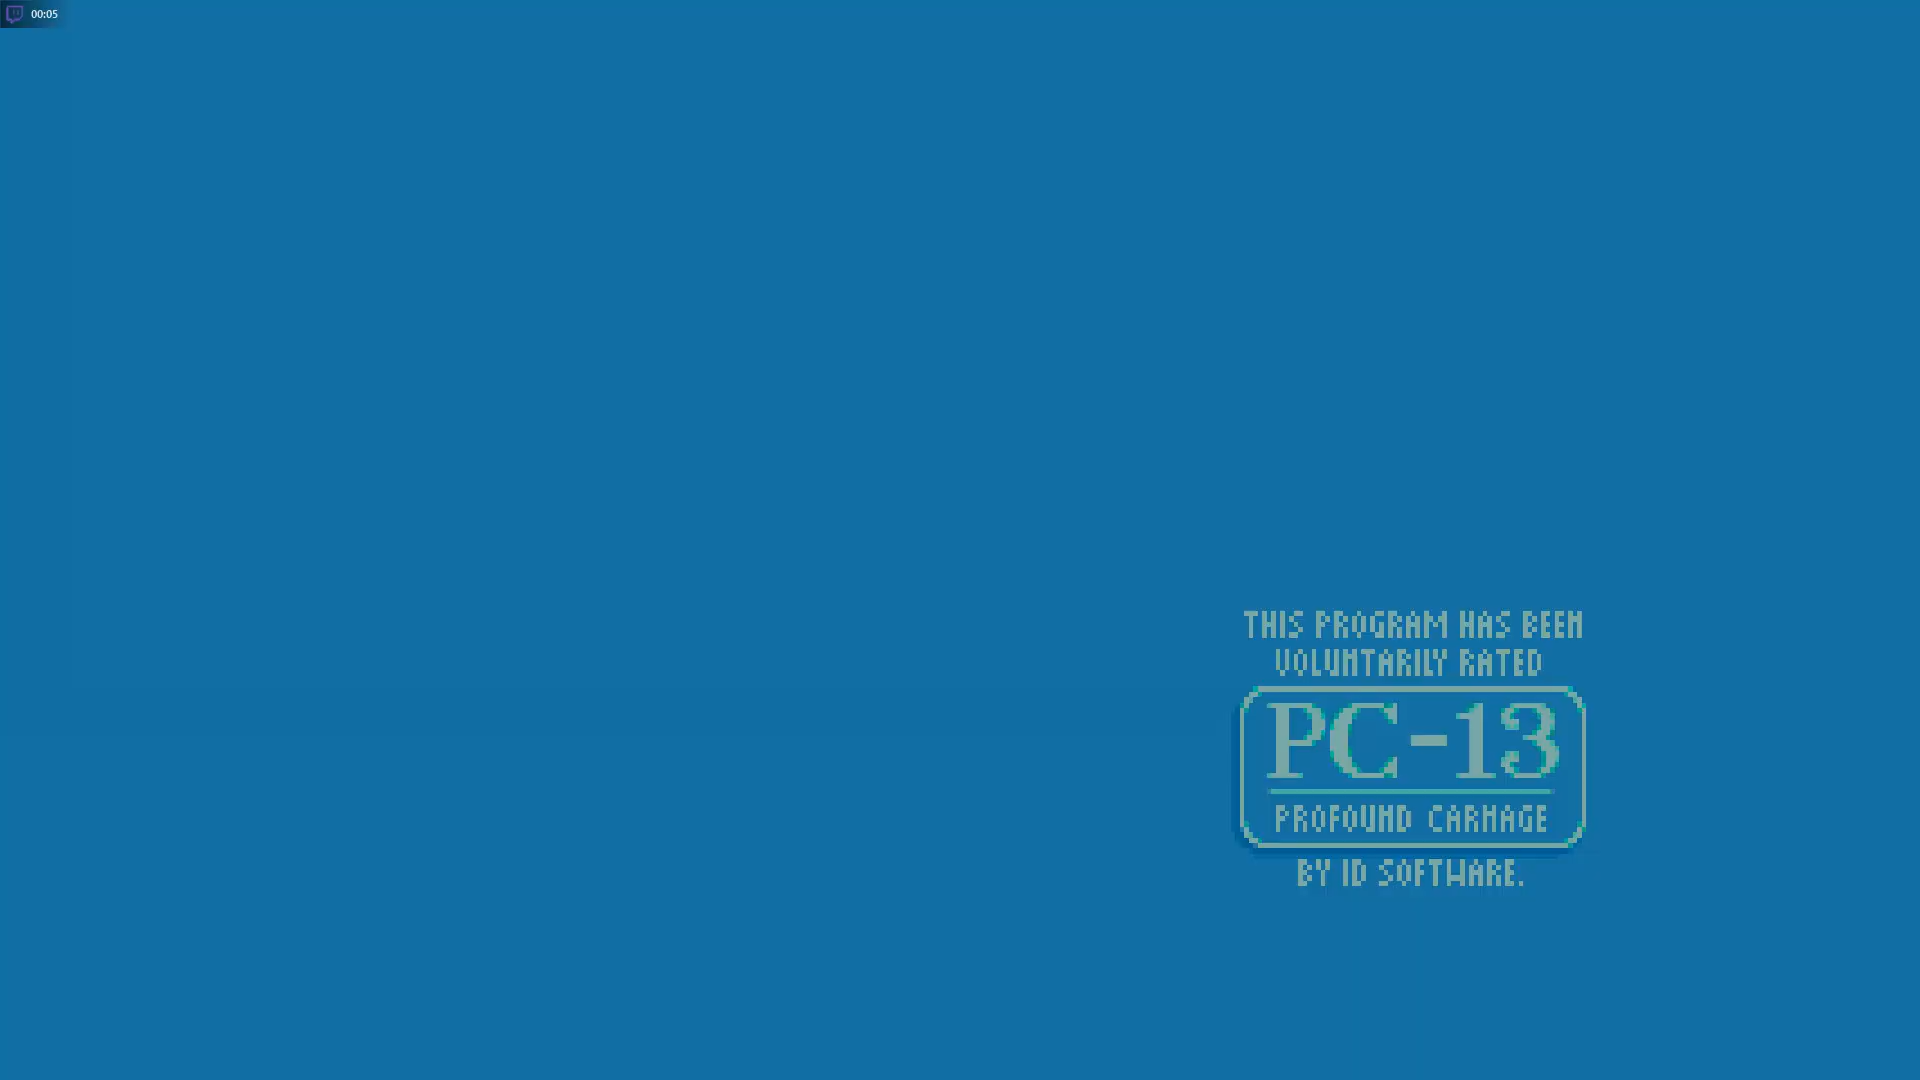 00:05
THIS PROGRAM HAS BEEN
VOLUNTARILY RATED
PC-13
PROFOUND CARNAGE
BY ID SOFTWARE.